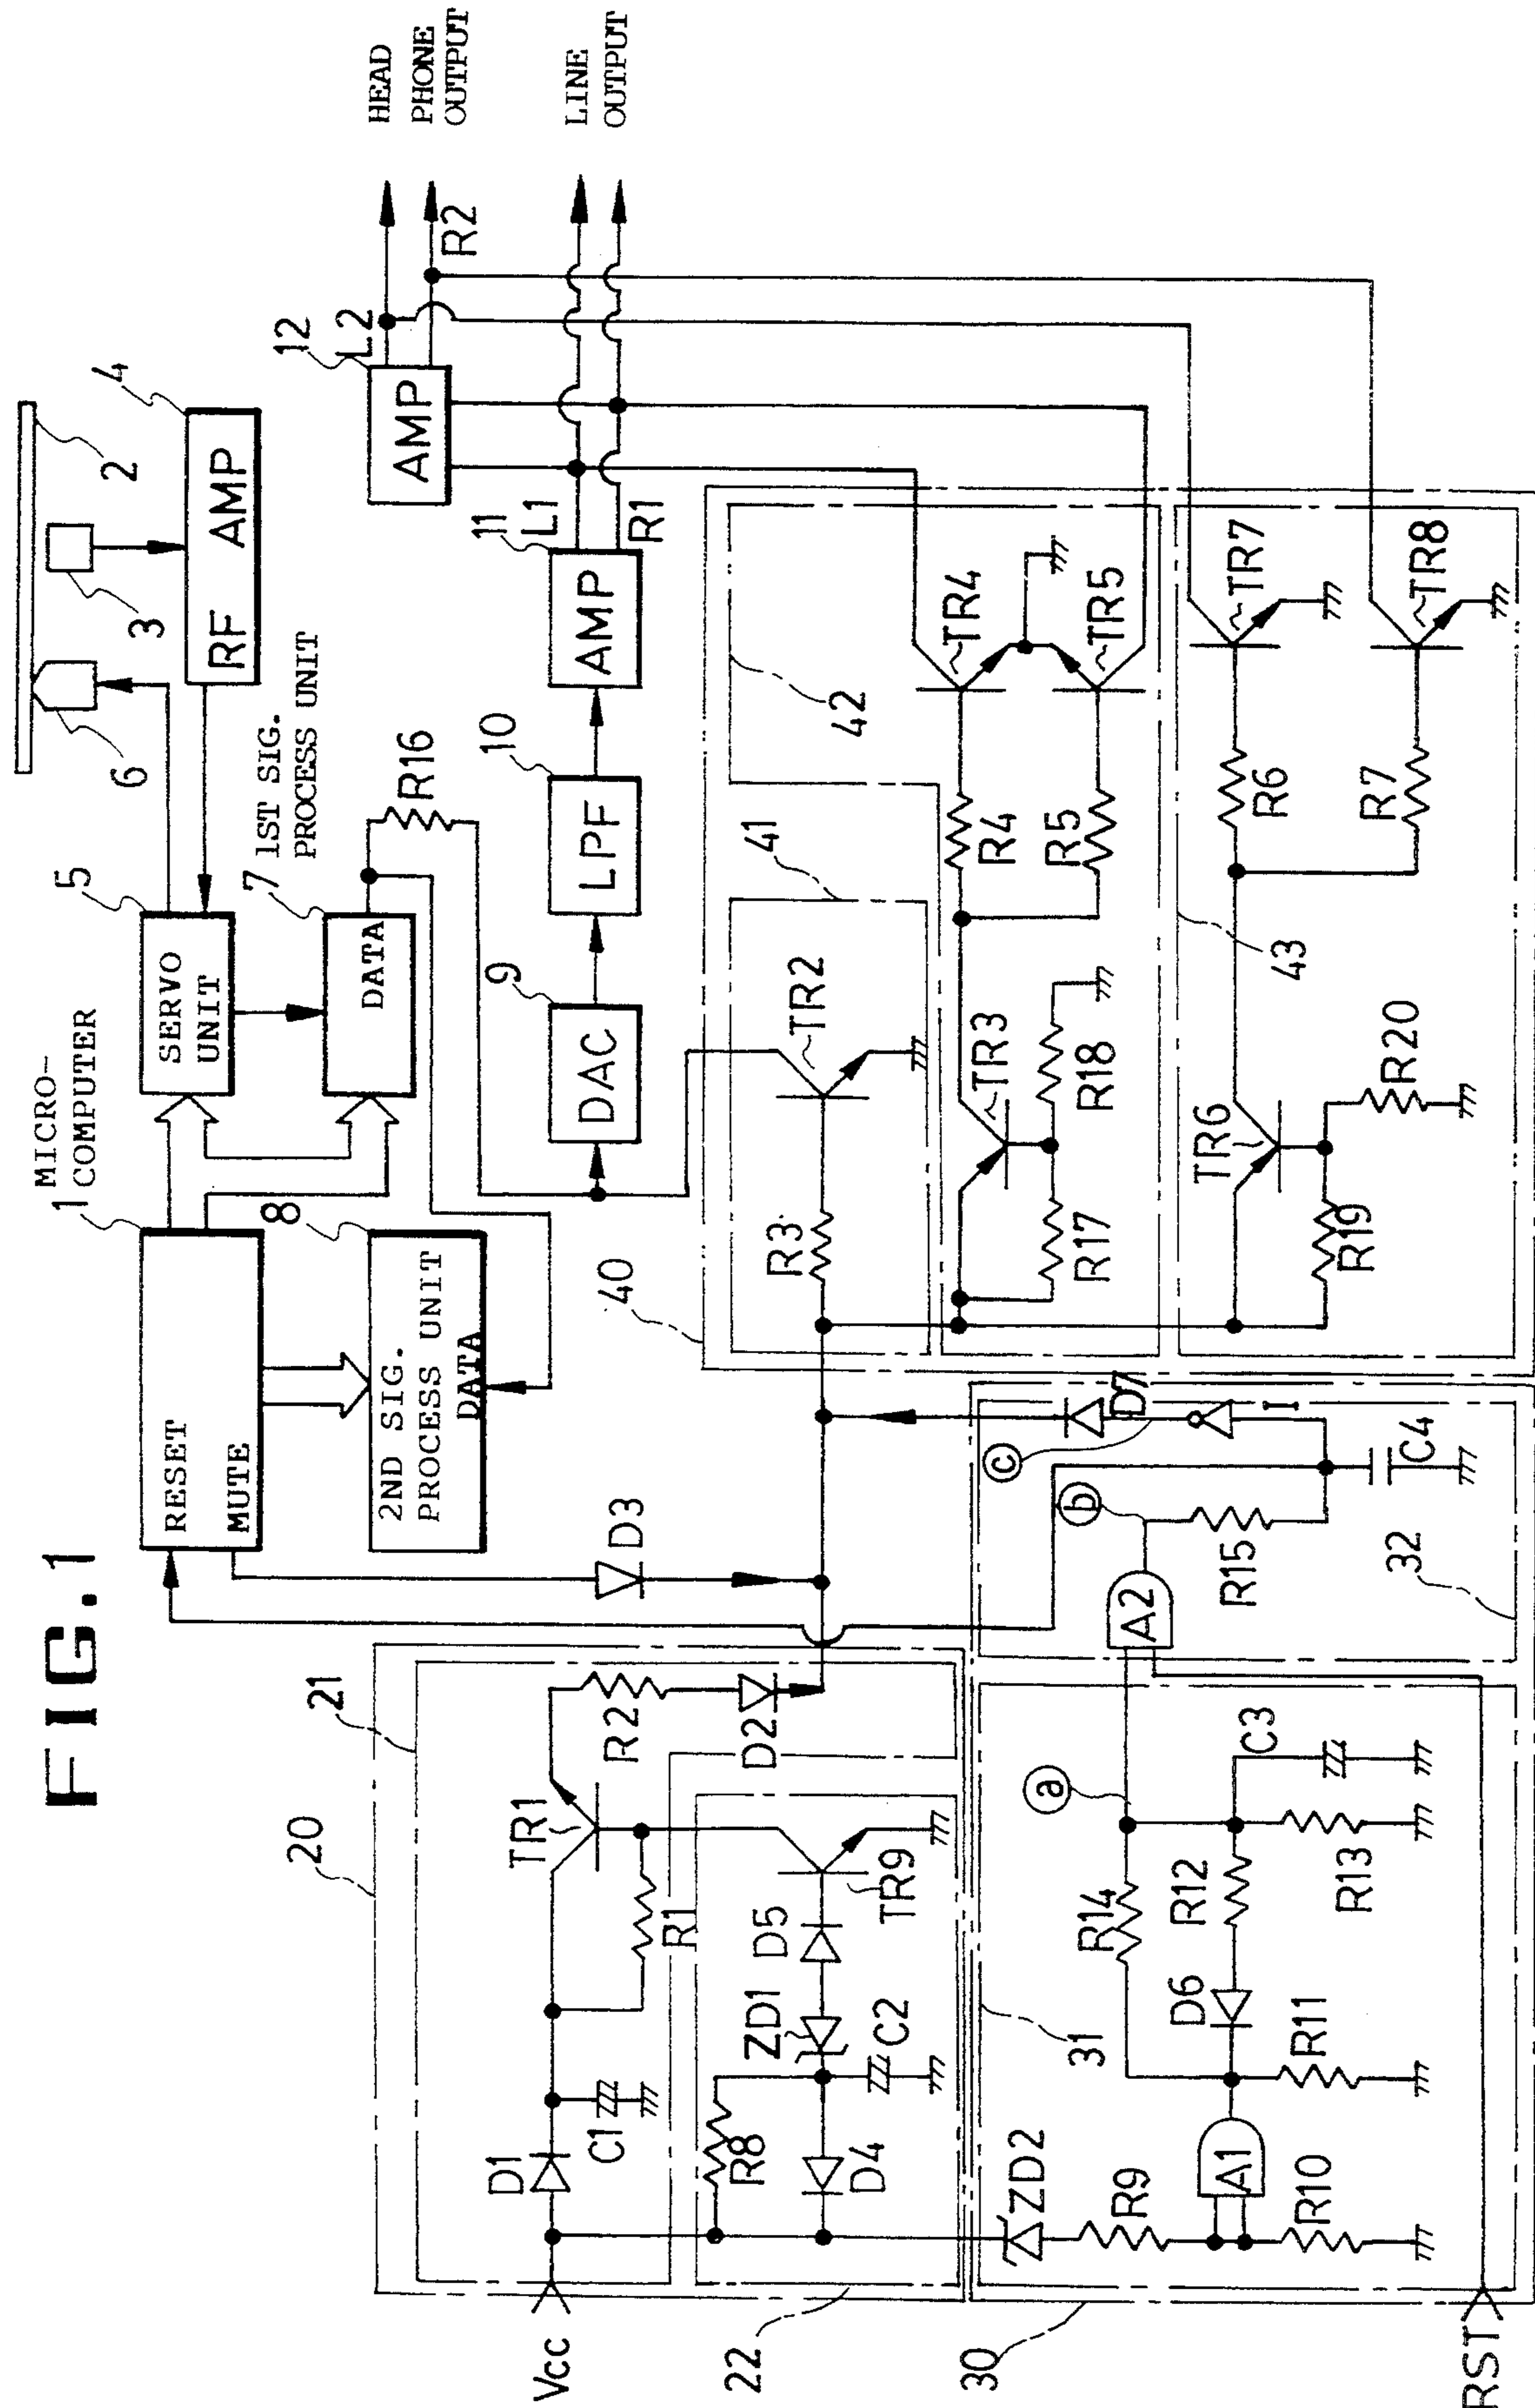 FIG.1
MICRO-
COMPUTER
1
RESET
MUTE
SERVO
UNIT
5
6
3
2
4
RF AMP
7
1ST SIG.
PROCESS UNIT
DATA
8
2ND SIG.
PROCESS UNIT
DATA
R16
9
DAC
10
LPF
11
AMP
L1
R1
12
AMP
L2
R2
HEAD
PHONE
OUTPUT
LINE
OUTPUT
20
21
Vcc
D1
C1
TR1
R1
R2
D2
D3
22
R8
D4
ZD1
C2
D5
TR9
40
41
R3
TR2
42
R17
TR3
R18
R4
R5
TR4
TR5
43
R19
TR6
R20
R6
R7
TR7
TR8
30
31
ZD2
R9
A1
R10
R11
D6
R14
R12
R13
C3
a
32
A2
b
R15
C4
I
c
D7
RST